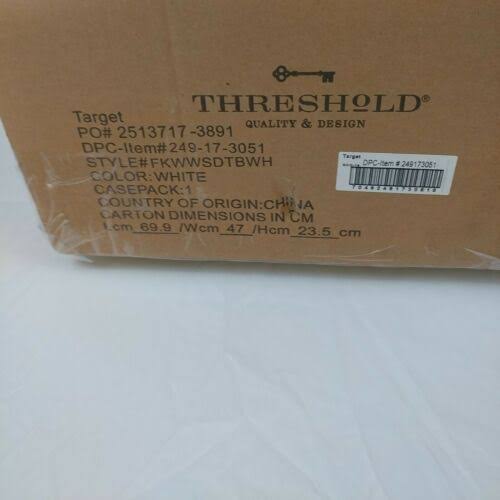 THRESHOLD®
QUALITY & DESIGN
Target
PO# 2513717-3891
DPC-Item#249-17-3051
STYLE#FKWWSDTBWH
COLOR:WHITE
CASEPACK:1
COUNTRY OF ORIGIN:CHINA
CARTON DIMENSIONS IN CM
Lcm 69.9 /Wcm 47 /Hcm 23.5 cm
Target
DPC-Item # 249173051